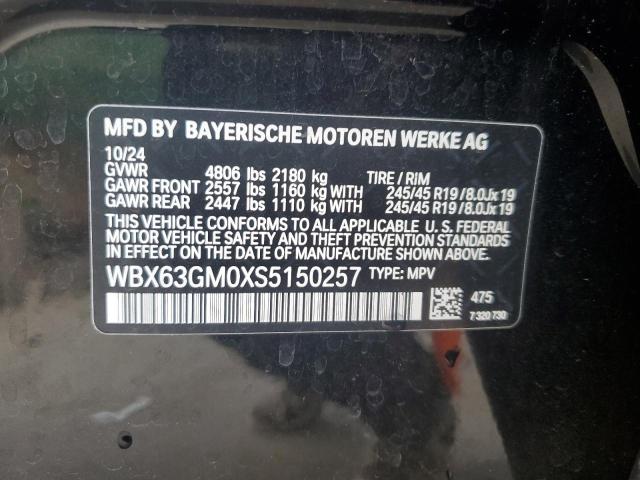 MFD BY BAYERISCHE MOTOREN WERKE AG
10/24
GVWR 4806 lbs 2180 kg TIRE / RIM
GAWR FRONT 2557 lbs 1160 kg WITH 245/45 R19 / 8.0Jx19
GAWR REAR 2447 lbs 1110 kg WITH 245/45 R19 / 8.0Jx19
THIS VEHICLE CONFORMS TO ALL APPLICABLE U. S. FEDERAL
MOTOR VEHICLE SAFETY AND THEFT PREVENTION STANDARDS
IN EFFECT ON THE DATE OF MANUFACTURE SHOWN ABOVE.
WBX63GM0XS5150257 TYPE: MPV
475
7 320 730